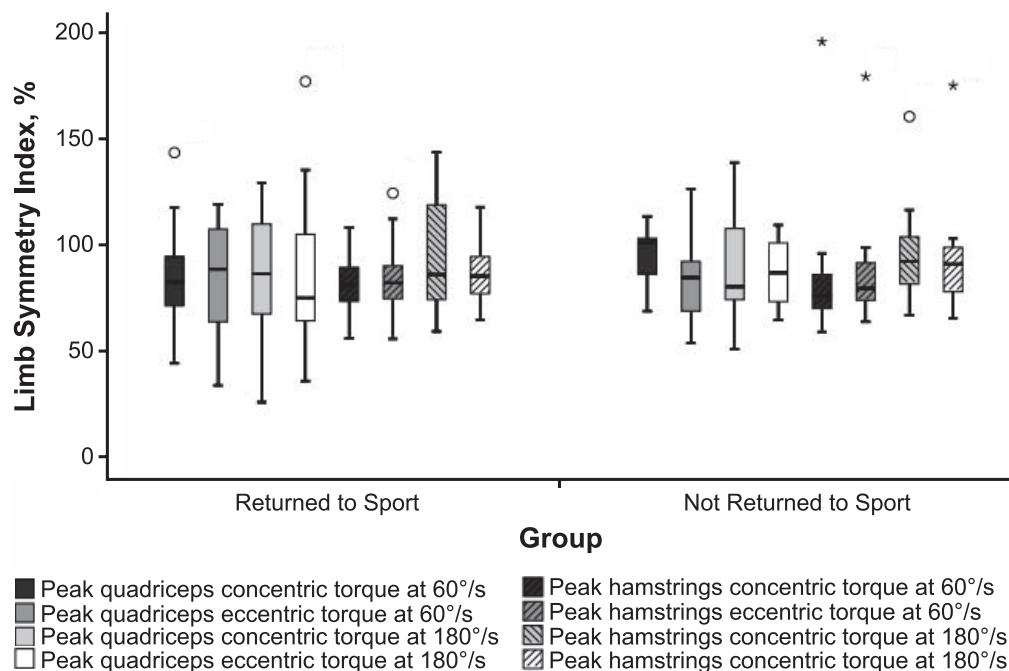 Limb Symmetry Index, %
200
150
100
50
0
Returned to Sport
Not Returned to Sport
Group
Peak quadriceps concentric torque at 60°/s
Peak quadriceps eccentric torque at 60°/s
Peak quadriceps concentric torque at 180°/s
Peak quadriceps eccentric torque at 180°/s
Peak hamstrings concentric torque at 60°/s
Peak hamstrings eccentric torque at 60°/s
Peak hamstrings concentric torque at 180°/s
Peak hamstrings concentric torque at 180°/s